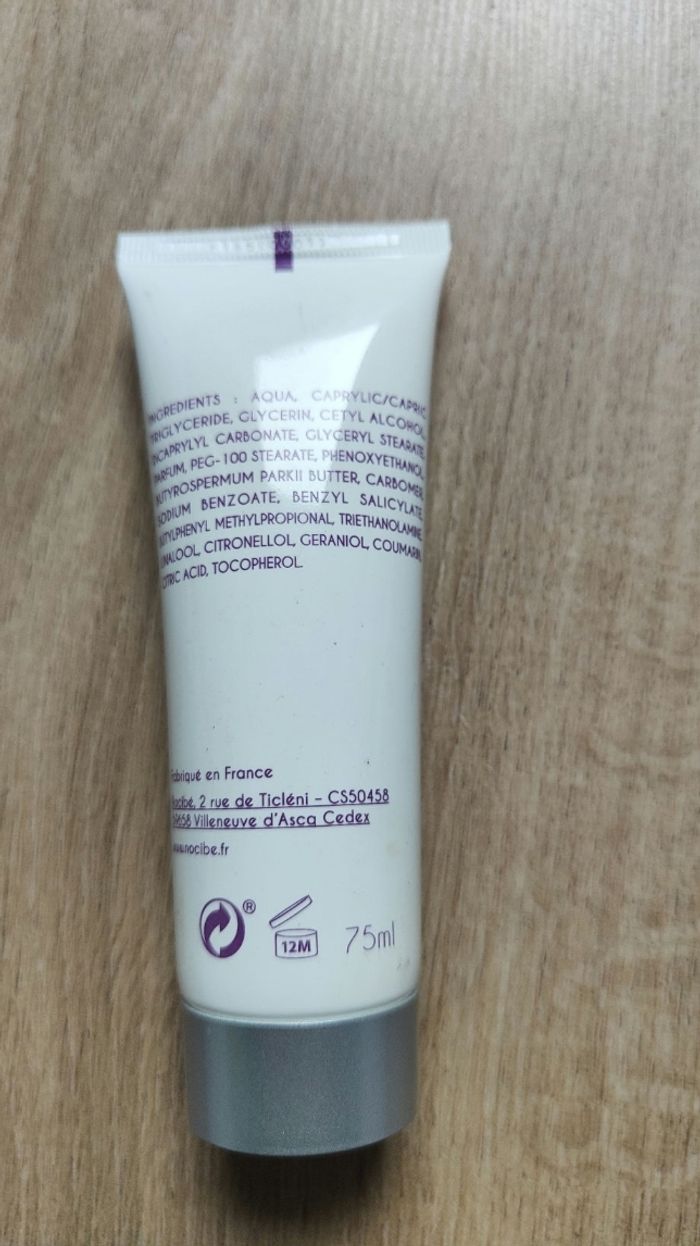 INGREDIENTS : AQUA, CAPRYLIC/CAPRIC
TRIGLYCERIDE, GLYCERIN, CETYL ALCOHOL,
DICAPRYLYL CARBONATE, GLYCERYL STEARATE,
PARFUM, PEG-100 STEARATE, PHENOXYETHANOL,
BUTYROSPERMUM PARKII BUTTER, CARBOMER,
SODIUM BENZOATE, BENZYL SALICYLATE,
BUTYLPHENYL METHYLPROPIONAL, TRIETHANOLAMINE,
LINALOOL, CITRONELLOL, GERANIOL, COUMARIN,
CITRIC ACID, TOCOPHEROL.
Fabriqué en France
Nocibé, 2 rue de Ticléni - CS50458
59658 Villeneuve d'Ascq Cedex
www.nocibe.fr
®
12M
75ml